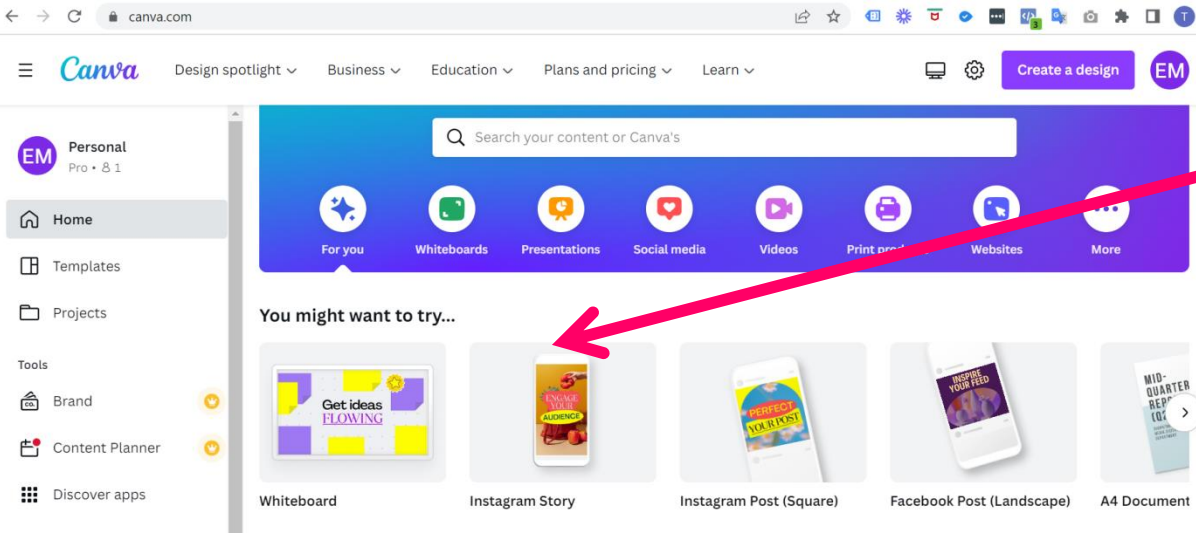 canva.com
3
T
Canva
Design spotlight
Business
Education
Plans and pricing
Learn
Create a design
EM
EM
Personal
Pro • 1
Search your content or Canva's
Home
Templates
Projects
Tools
Brand
Content Planner
Discover apps
For you
Whiteboards
Presentations
Social media
Videos
Print
Websites
More
You might want to try...
Get ideas
FLOWING
ENGAGE
YOUR
AUDIENCE
PERFECT
YOUR POST
INSPIRE
YOUR FEED
MID-
QUARTER
Whiteboard
Instagram Story
Instagram Post (Square)
Facebook Post (Landscape)
A4 Document